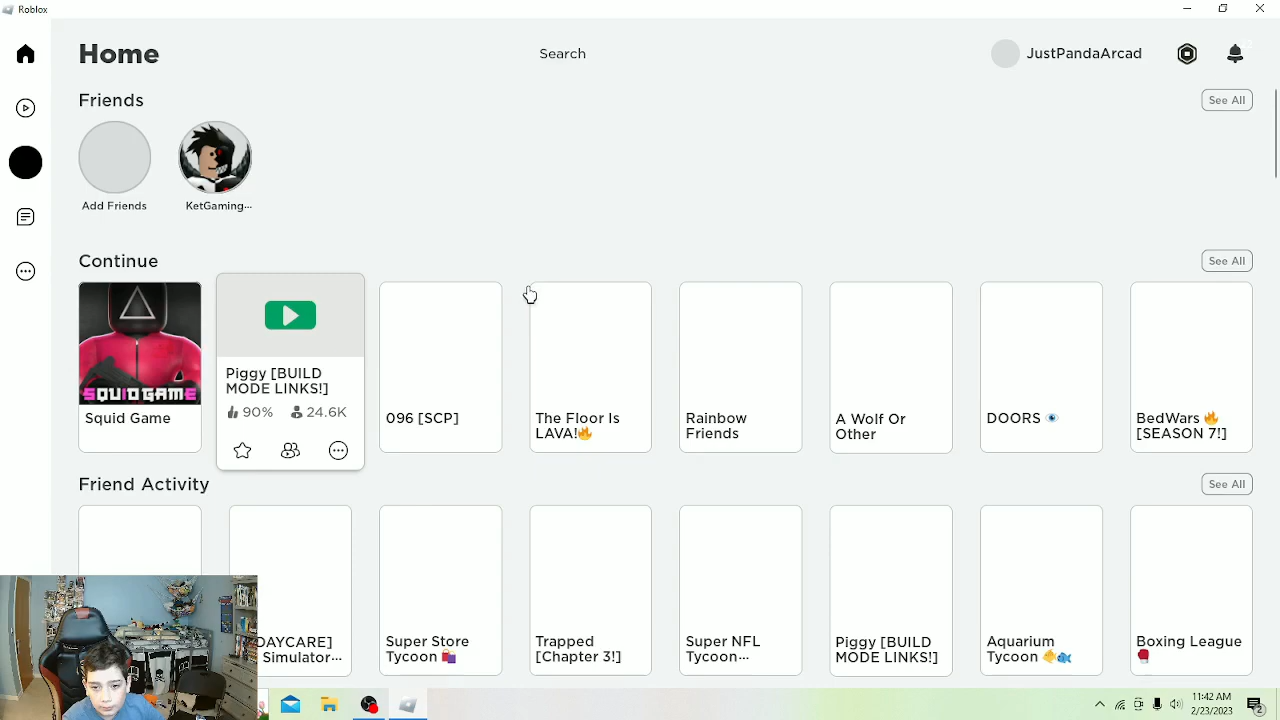 Roblox
Home
Search
JustPandaArcad
Friends
See All
Add Friends
KetGaming...
Continue
See All
SQUID GAME
Squid Game
Piggy [BUILD
MODE LINKS!]
90%
24.6K
096 [SCP]
The Floor Is
LAVA!🔥
Rainbow
Friends
A Wolf Or
Other
DOORS 👁️
BedWars 🔥
[SEASON 7!]
Friend Activity
See All
DAYCARE]
Simulator...
Super Store
Tycoon 🛍️
Trapped
[Chapter 3!]
Super NFL
Tycoon...
Piggy [BUILD
MODE LINKS!]
Aquarium
Tycoon 🐠🐟
Boxing League
🥊
11:42 AM
2/23/2023
2